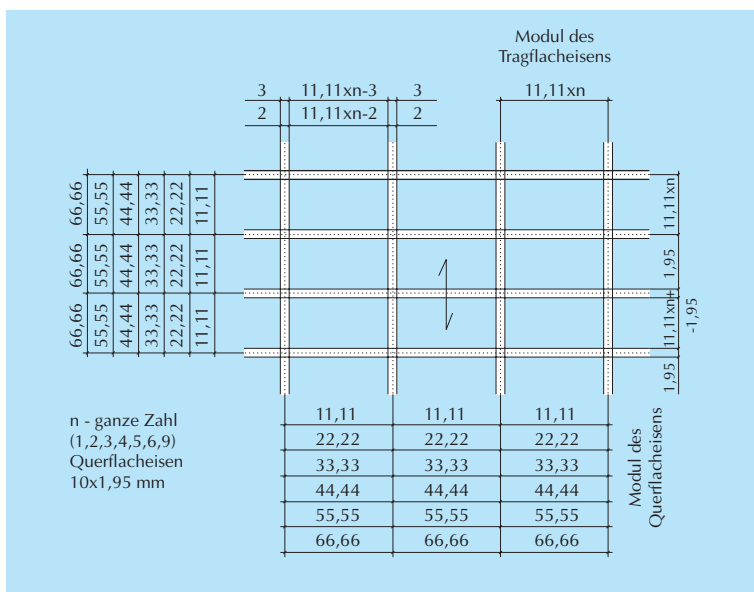 Modul des
Tragflacheisens
3 11,11xn-3 3 11,11xn
2 11,11xn-2 2
66,66 55,55 44,44 33,33 22,22 11,11
66,66 55,55 44,44 33,33 22,22 11,11
66,66 55,55 44,44 33,33 22,22 11,11
11,11xn
1,95
11,11xn+
-1,95
1,95
n - ganze Zahl
(1,2,3,4,5,6,9)
Querflacheisen
10x1,95 mm
11,11 11,11 11,11
22,22 22,22 22,22
33,33 33,33 33,33
44,44 44,44 44,44
55,55 55,55 55,55
66,66 66,66 66,66
Modul des
Querflacheisens